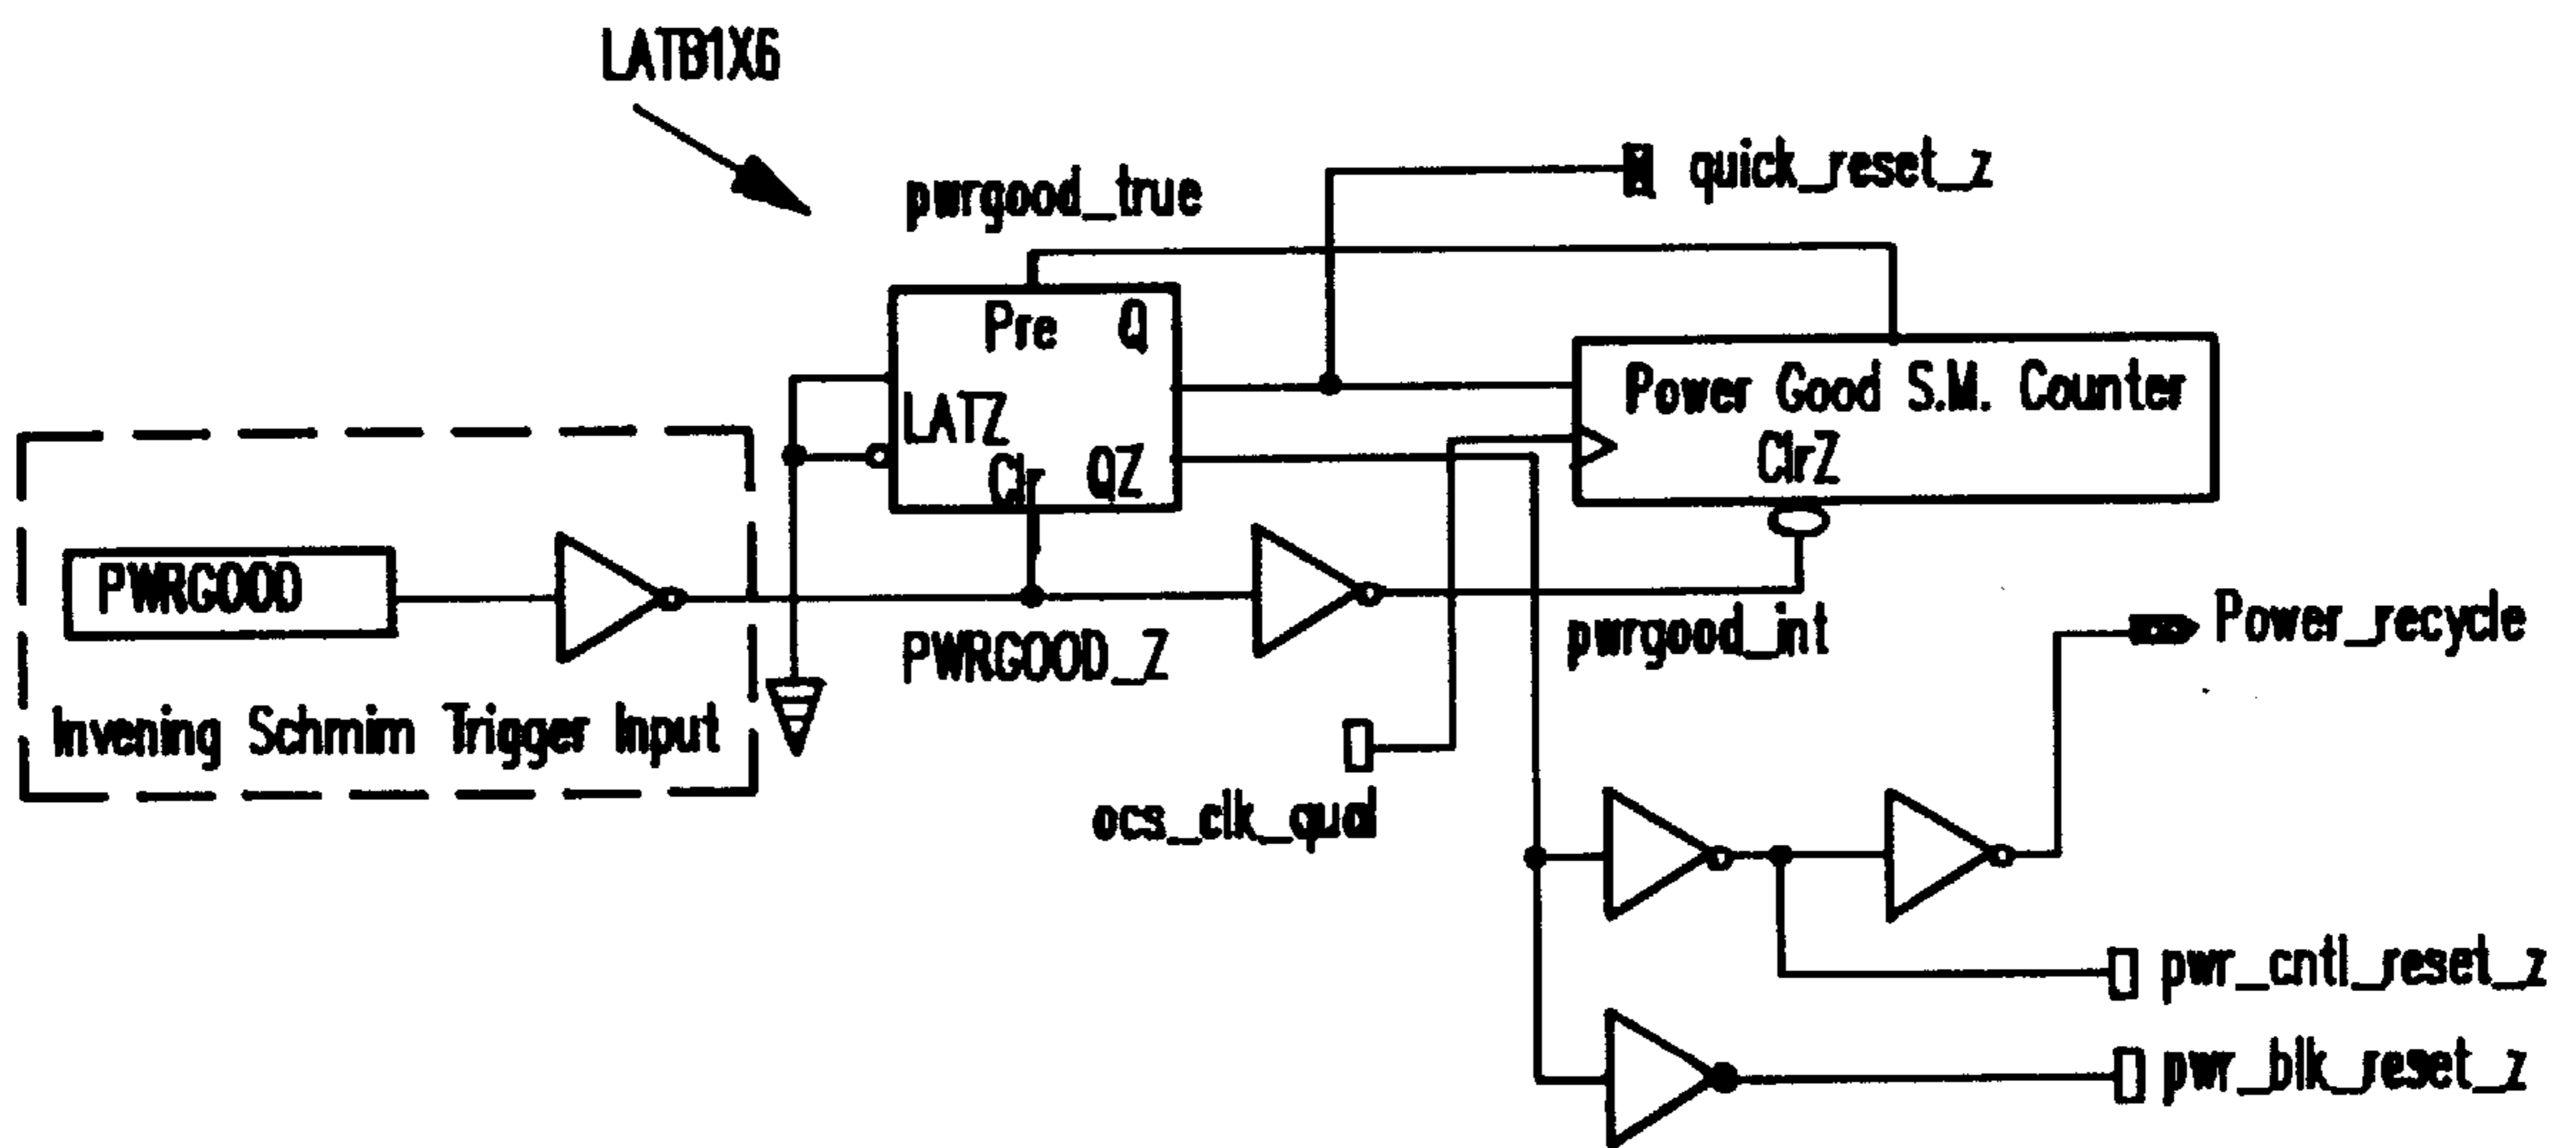 LATB1X6
pwrgood_true
quick_reset_z
Pre Q
LATZ
Clr QZ
Power Good S.M. Counter
ClrZ
PWRGOOD
PWRGOOD_Z
pwrgood_int
Power_recycle
Invening Schmim Trigger Input
ocs_clk_qual
pwr_cntl_reset_z
pwr_blk_reset_z